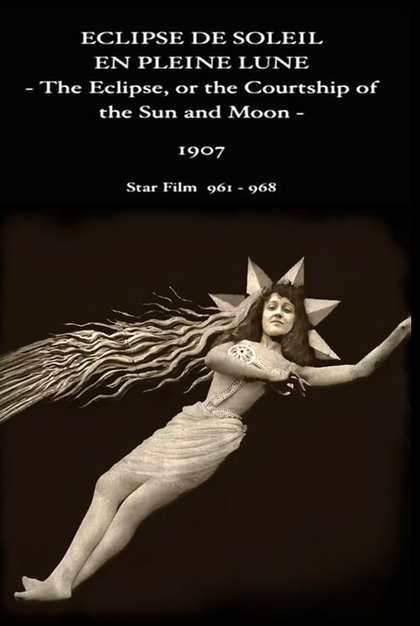 ECLIPSE DE SOLEIL
EN PLEINE LUNE
- The Eclipse, or the Courtship of
the Sun and Moon -
1907
Star Film 961 - 968